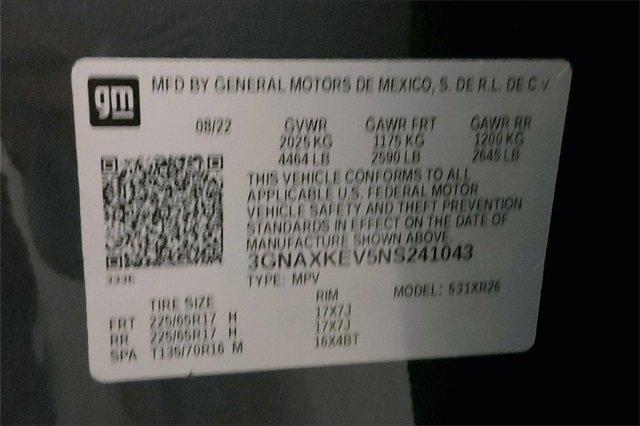 gm
MFD BY GENERAL MOTORS DE MEXICO, S. DE R.L. DE C.V
08/22 GVWR GAWR FRT GAWR RR
2025 KG 1175 KG 1200 KG
4464 LB 2590 LB 2645 LB
THIS VEHICLE CONFORMS TO ALL
APPLICABLE U.S. FEDERAL MOTOR
VEHICLE SAFETY AND THEFT PREVENTION
STANDARDS IN EFFECT ON THE DATE OF
MANUFACTURE SHOWN ABOVE.
3GNAXKEV5NS241043
333E TYPE: MPV MODEL: 531XR26
TIRE SIZE RIM
FRT 225/65R17 H 17X7J
RR 225/65R17 H 17X7J
SPA T135/70R16 M 16X4BT